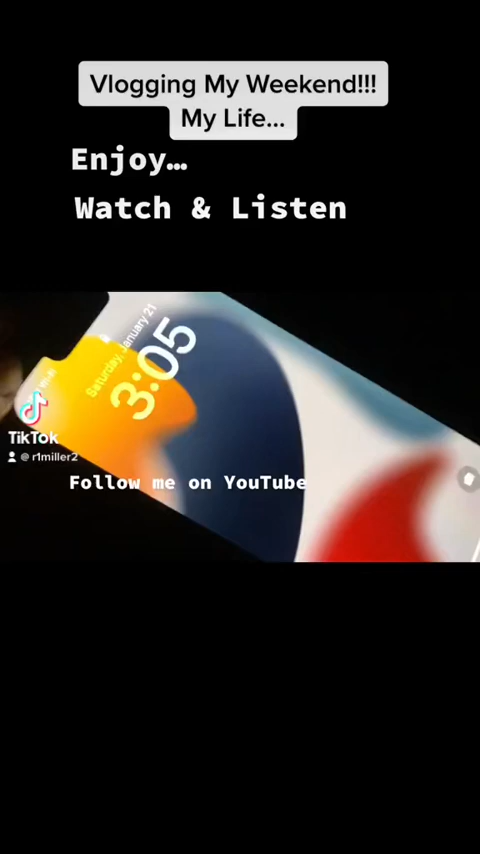 Vlogging My Weekend!!!
My Life...
Enjoy…
Watch & Listen
Saturday, January 21
3:05
TikTok
@r1miller2
Follow me on YouTube